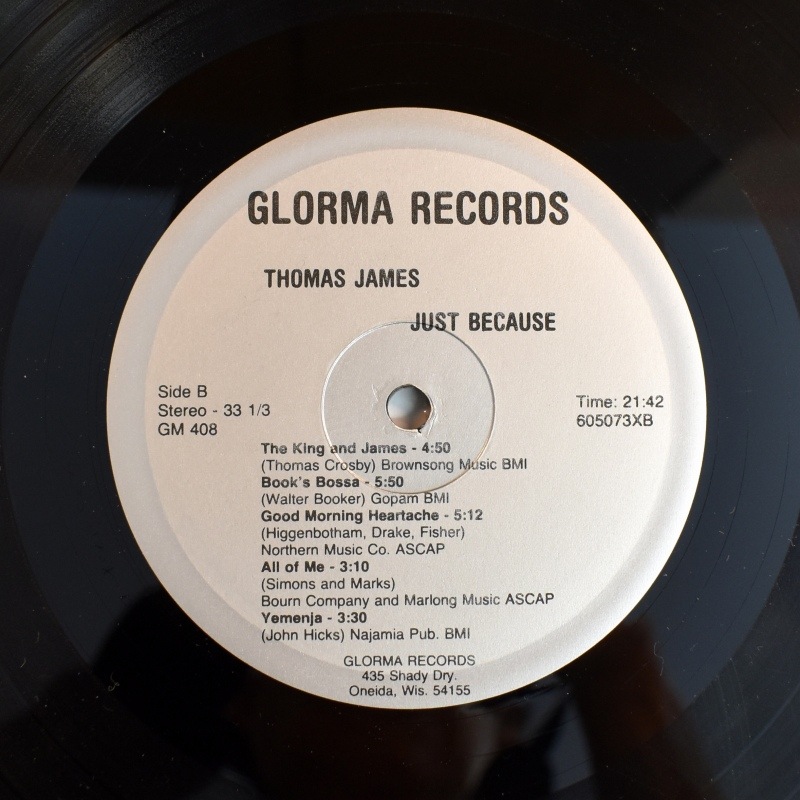 GLORMA RECORDS
THOMAS JAMES
JUST BECAUSE
Side B
Stereo - 33 1/3
GM 408
Time: 21:42
605073XB
The King and James - 4:50
(Thomas Crosby) Brownsong Music BMI
Book's Bossa - 5:50
(Walter Booker) Gopam BMI
Good Morning Heartache - 5:12
(Higgenbotham, Drake, Fisher)
Northern Music Co. ASCAP
All of Me - 3:10
(Simons and Marks)
Bourn Company and Marlong Music ASCAP
Yemenja - 3:30
(John Hicks) Najamia Pub. BMI
GLORMA RECORDS
435 Shady Dry.
Oneida, Wis. 54155